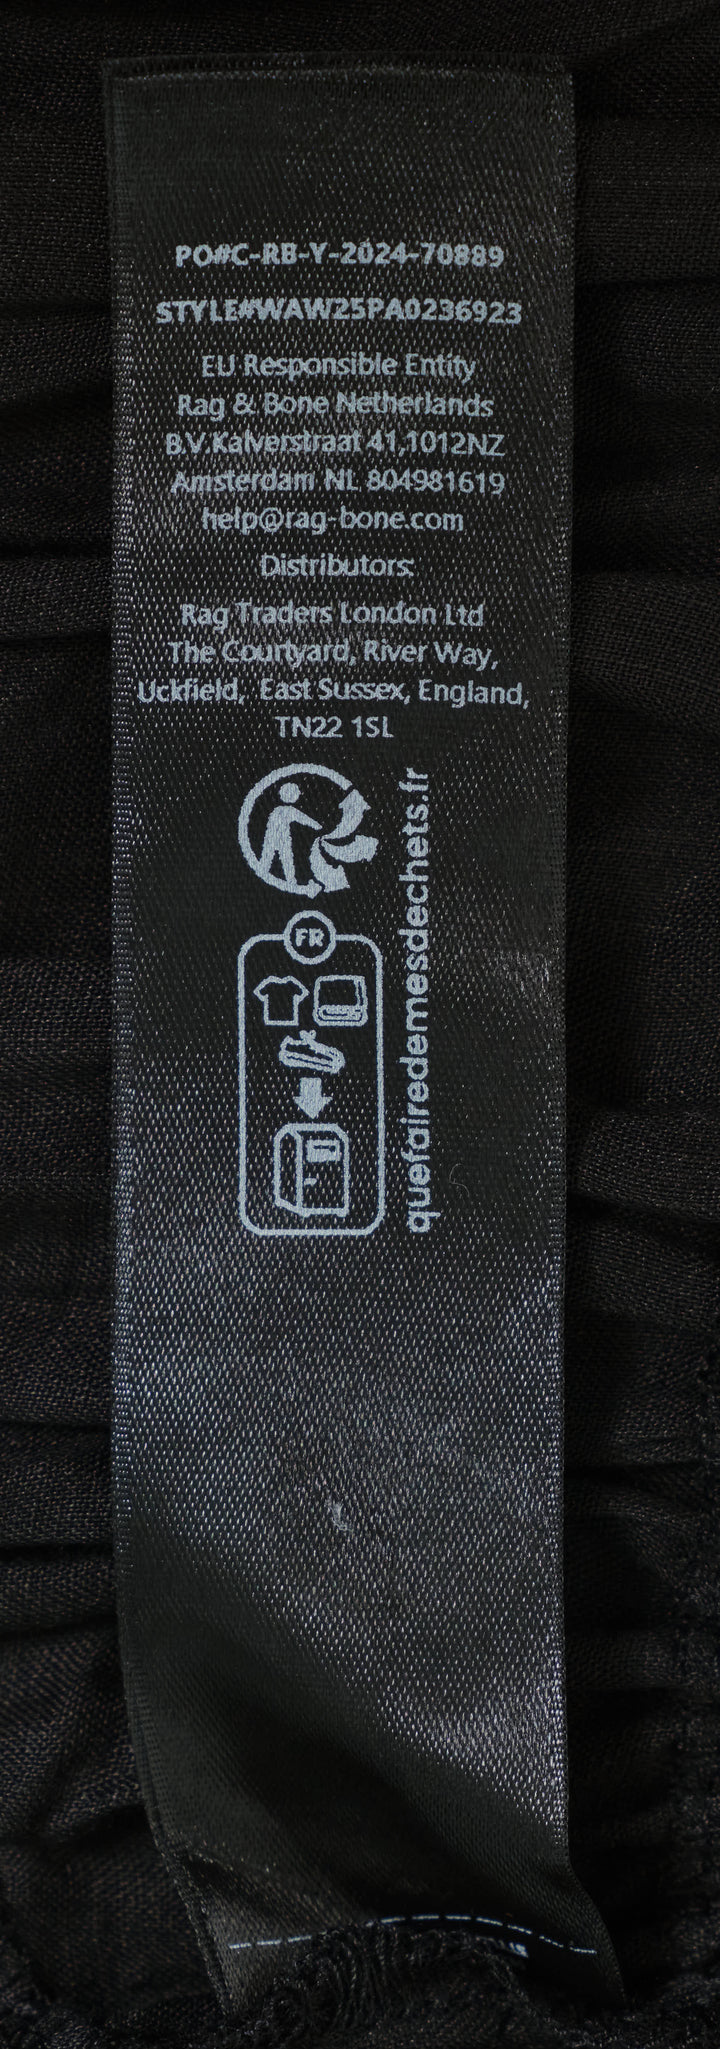 PO#C-RB-Y-2024-70889
STYLE#WAW25PA0236923
EU Responsible Entity
Rag & Bone Netherlands
B.V.Kalverstraat 41,1012NZ
Amsterdam NL 804981619
help@rag-bone.com
Distributors:
Rag Traders London Ltd
The Courtyard, River Way,
Uckfield, East Sussex, England,
TN22 1SL
FR
quefairedemesdechets.fr